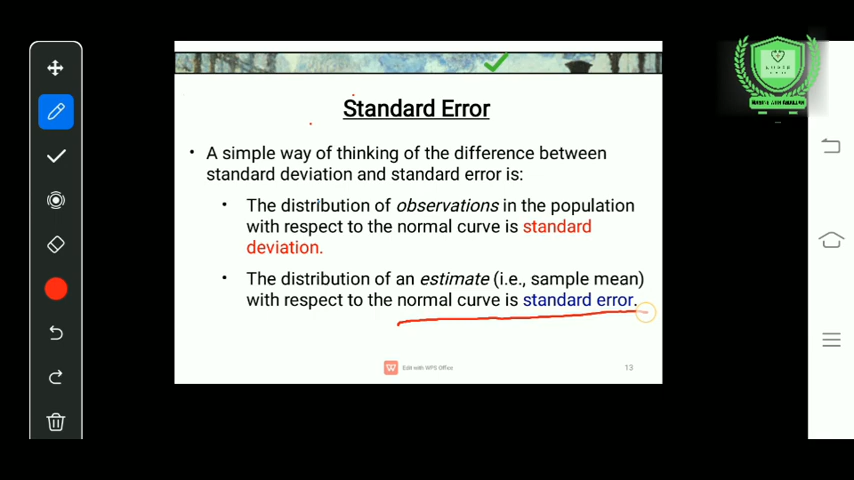 Standard Error
• A simple way of thinking of the difference between
standard deviation and standard error is:
• The distribution of observations in the population
with respect to the normal curve is standard
deviation.
• The distribution of an estimate (i.e., sample mean)
with respect to the normal curve is standard error.
Edit with WPS Office
13